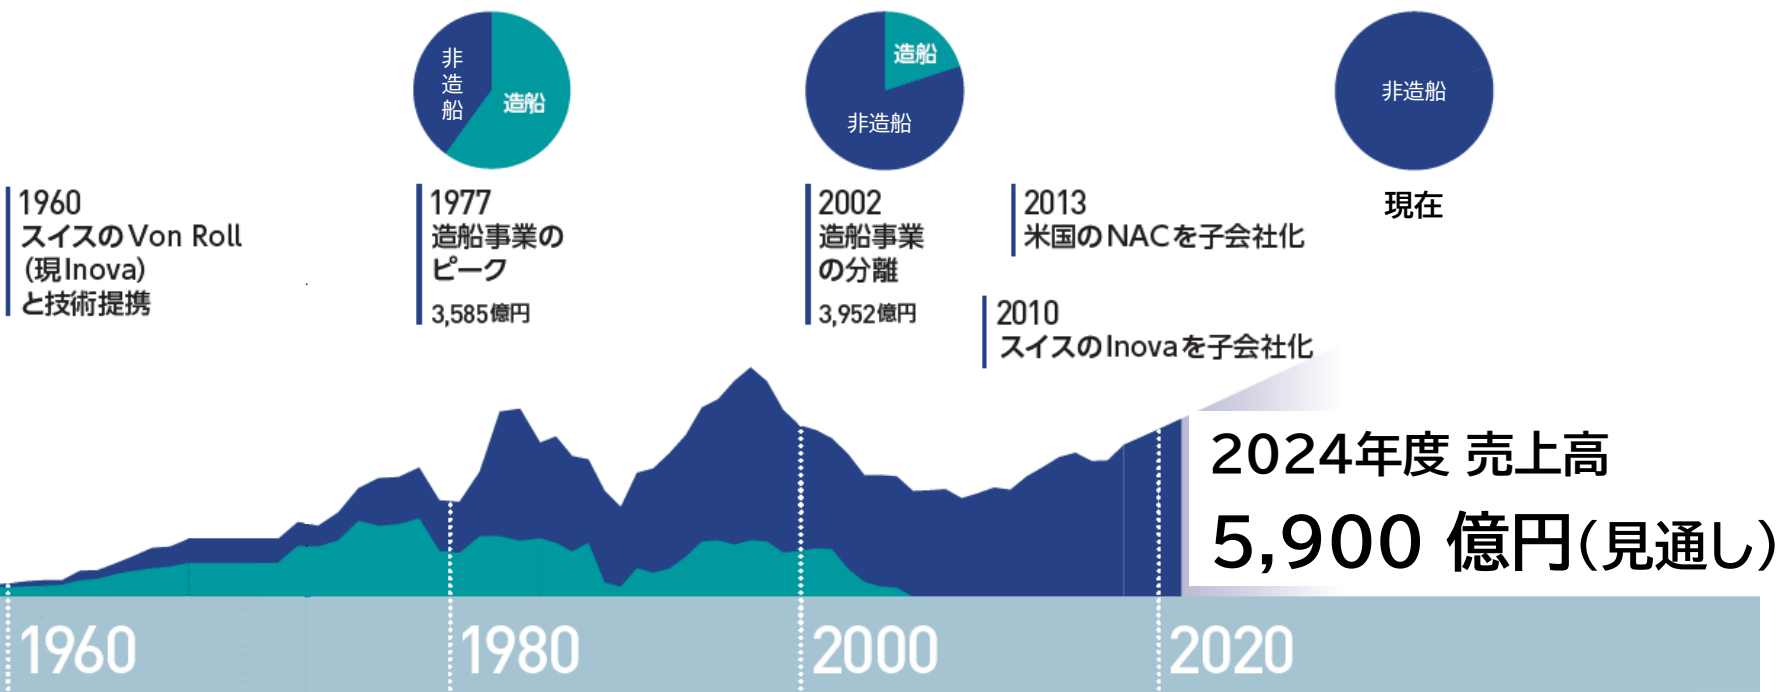 非造船
造船
造船
非造船
非造船
1960
スイスのVon Roll
(現Inova)
と技術提携
1977
造船事業の
ピーク
3,585億円
2002
造船事業
の分離
3,952億円
2013
米国のNACを子会社化
2010
スイスのInovaを子会社化
現在
2024年度 売上高
5,900 億円(見通し)
1960
1980
2000
2020